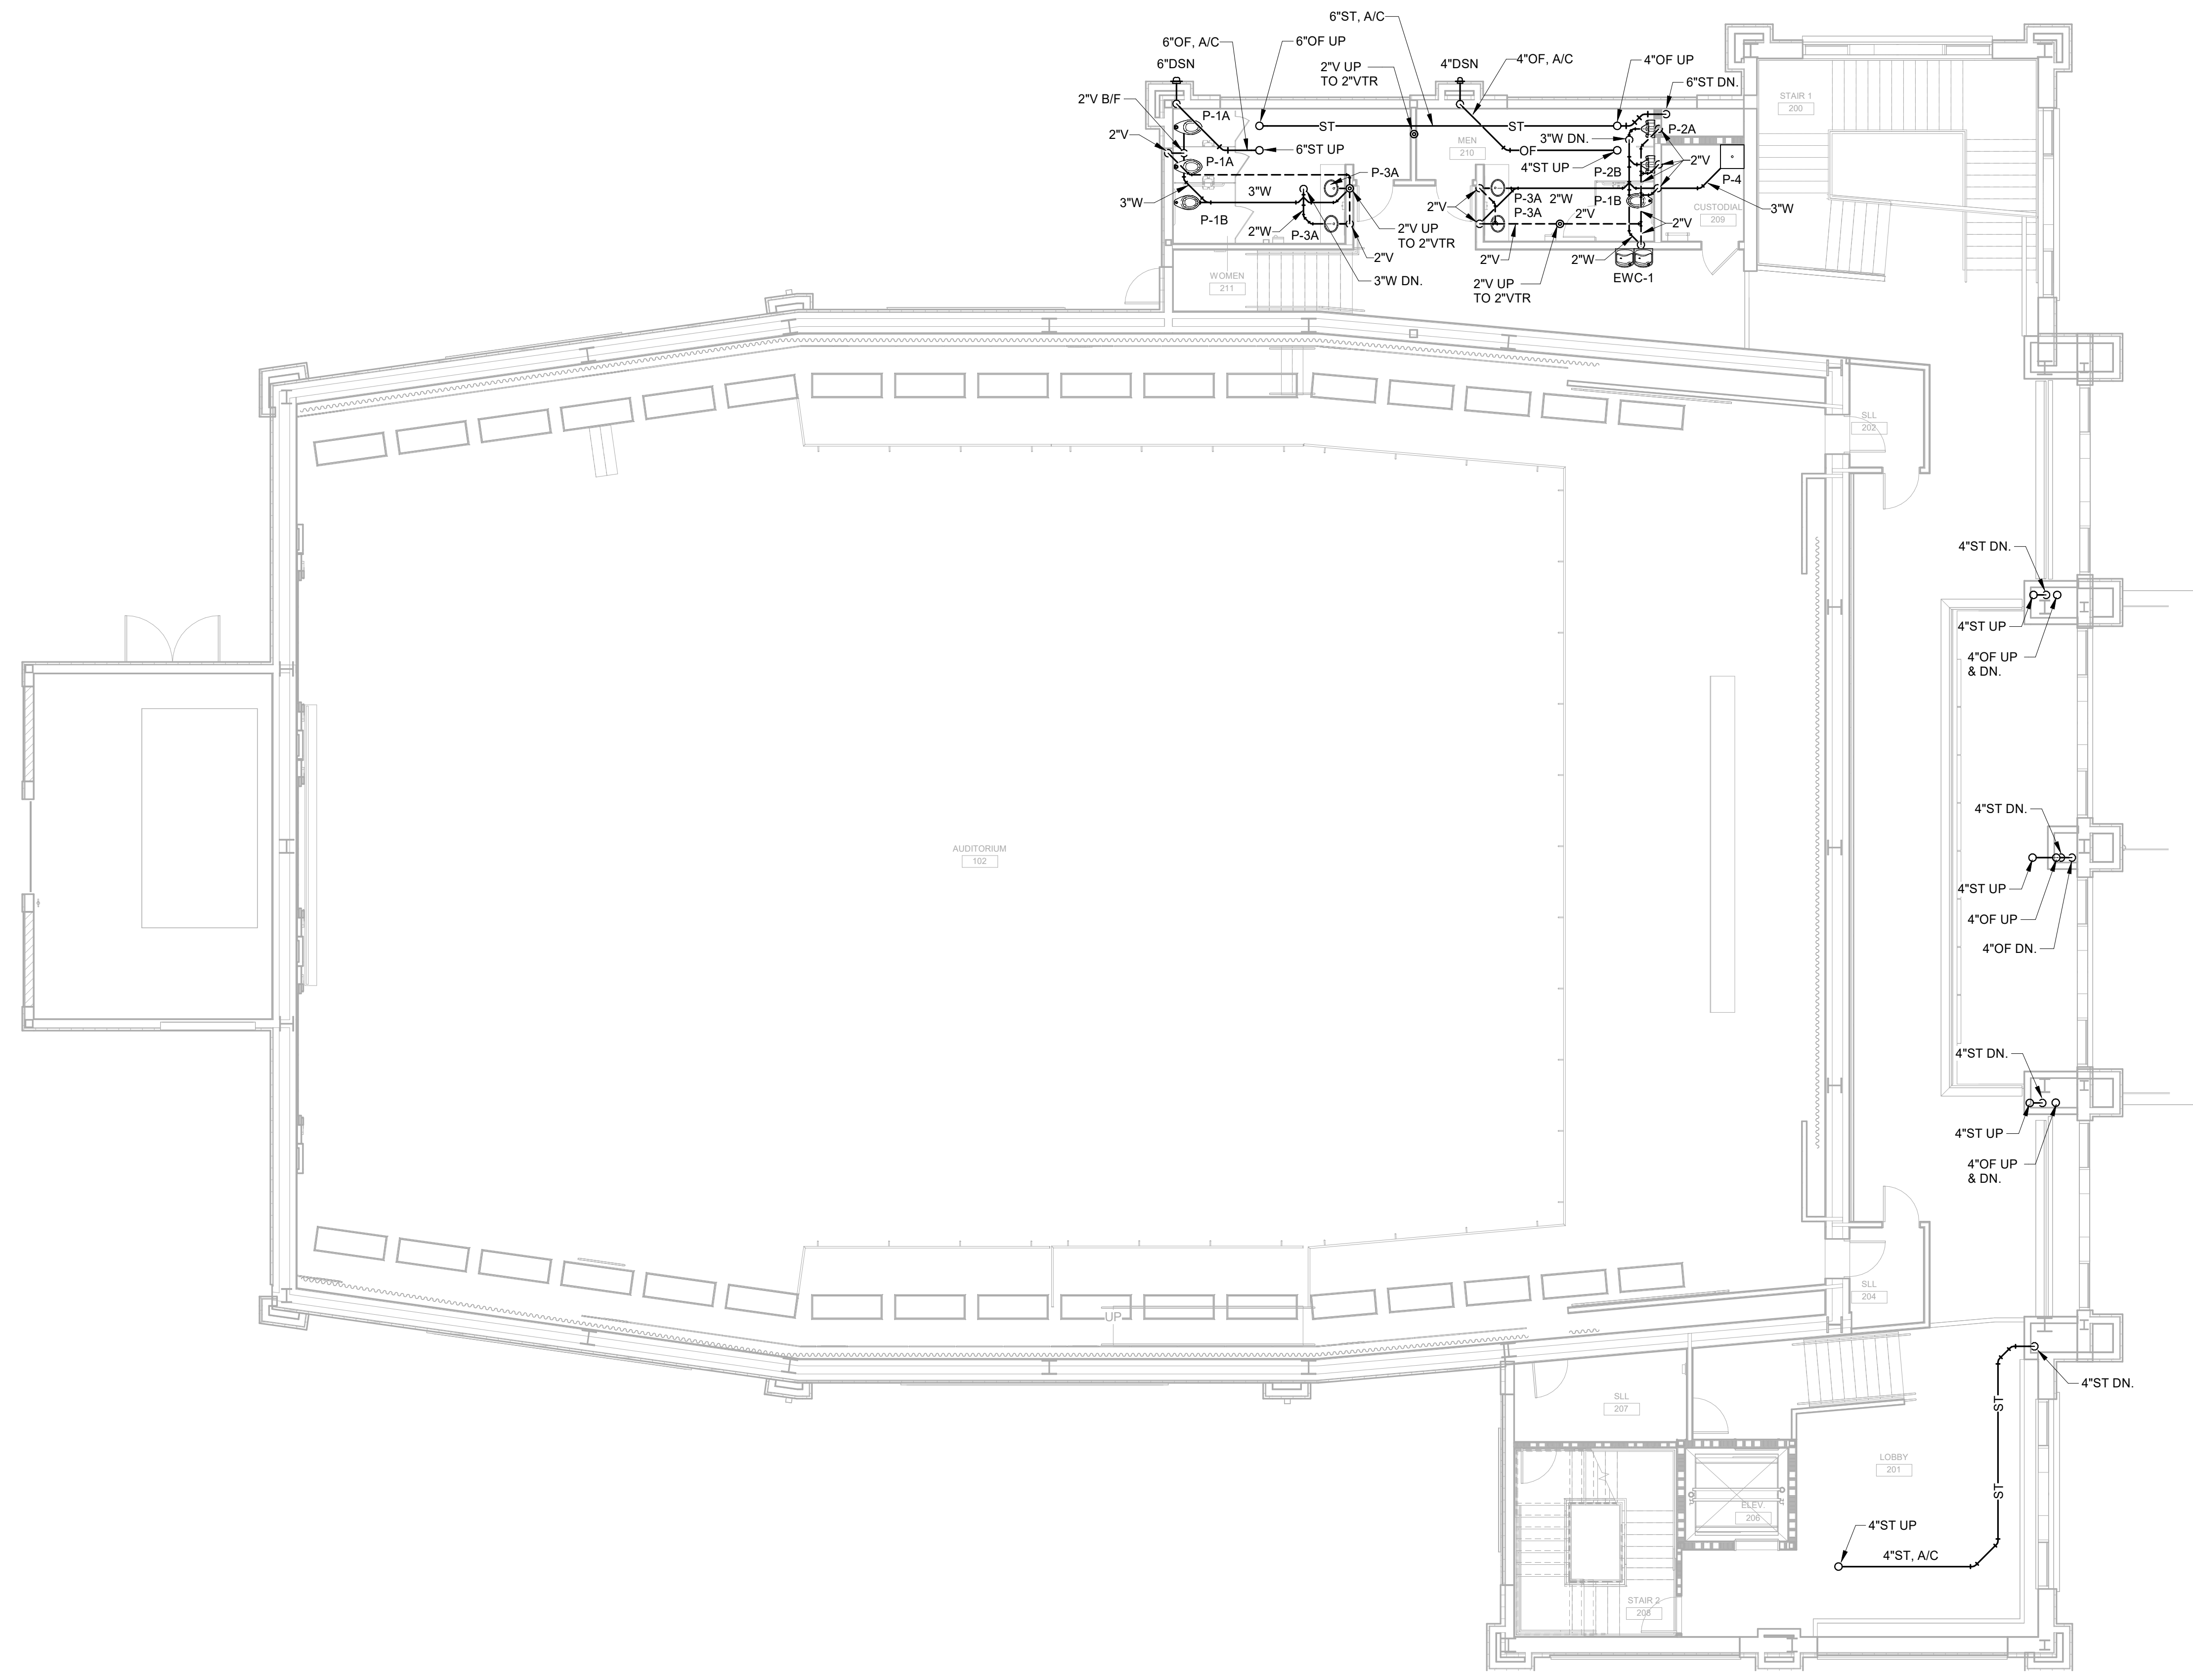 6"ST, A/C
6"OF, A/C
6"OF UP
6"DSN
2"V UP
TO 2"VTR
4"DSN
4"OF, A/C
4"OF UP
6"ST DN.
2"V B/F
P-1A
2"V
ST
ST
MEN
210
3"W DN.
P-2A
STAIR 1
200
6"ST UP
OF
4"ST UP
2"V
P-1A
P-3A
P-2B
P-4
3"W
3"W
P-1B
2"W
P-3A
2"V
P-3A
P-3A
2"W
2"V
P-1B
CUSTODIAL
209
3"W
2"V
2"V UP
TO 2"VTR
2"V
3"W DN.
2"V
2"V UP
TO 2"VTR
2"W
EWC-1
WOMEN
211
SLL
202
4"ST DN.
4"ST UP
4"OF UP
& DN.
4"ST DN.
AUDITORIUM
102
4"ST UP
4"OF UP
4"OF DN.
4"ST DN.
4"ST UP
4"OF UP
& DN.
SLL
204
UP
4"ST DN.
SLL
207
ST
LOBBY
201
ST
ELEV.
206
4"ST UP
4"ST, A/C
STAIR 2
208